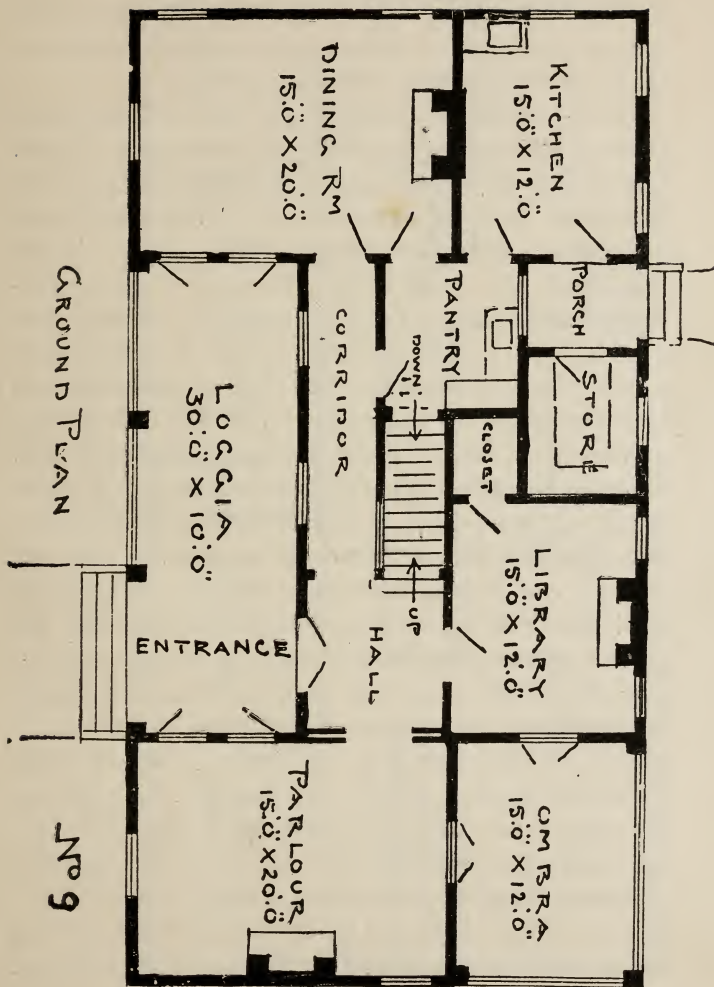 KITCHEN
15'.0" X 12'.0"
DINING RM
15'.0" X 20'.0"
PORCH
PANTRY
STORE
DOWN
CLOSET
CORRIDOR
LOGGIA
30'.0" X 10'.0"
LIBRARY
15'.0" X 12'.0"
UP
HALL
ENTRANCE
OMBRA
15'.0" X 12'.0"
PARLOUR
15'.0" X 20'.0"
GROUND PLAN
No 9